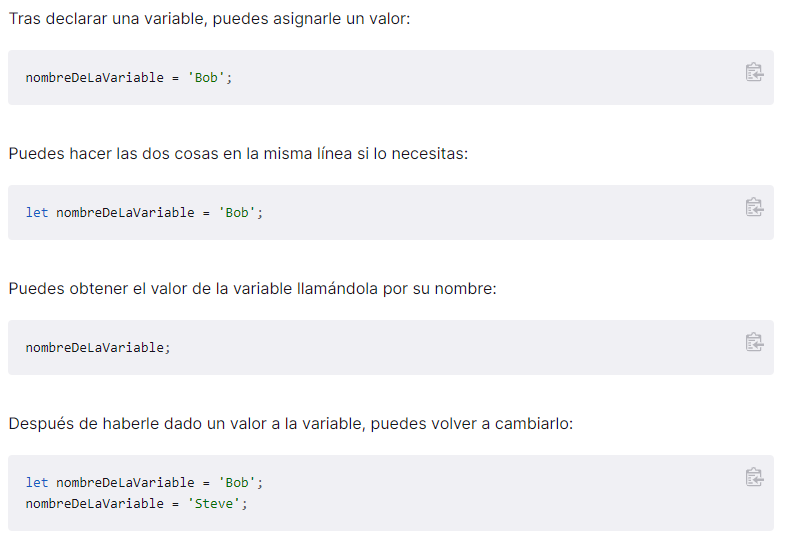 Tras declarar una variable, puedes asignarle un valor:
nombreDeLaVariable = 'Bob';
Puedes hacer las dos cosas en la misma línea si lo necesitas:
let nombreDeLaVariable = 'Bob';
Puedes obtener el valor de la variable llamándola por su nombre:
nombreDeLaVariable;
Después de haberle dado un valor a la variable, puedes volver a cambiarlo:
let nombreDeLaVariable = 'Bob';
nombreDeLaVariable = 'Steve';